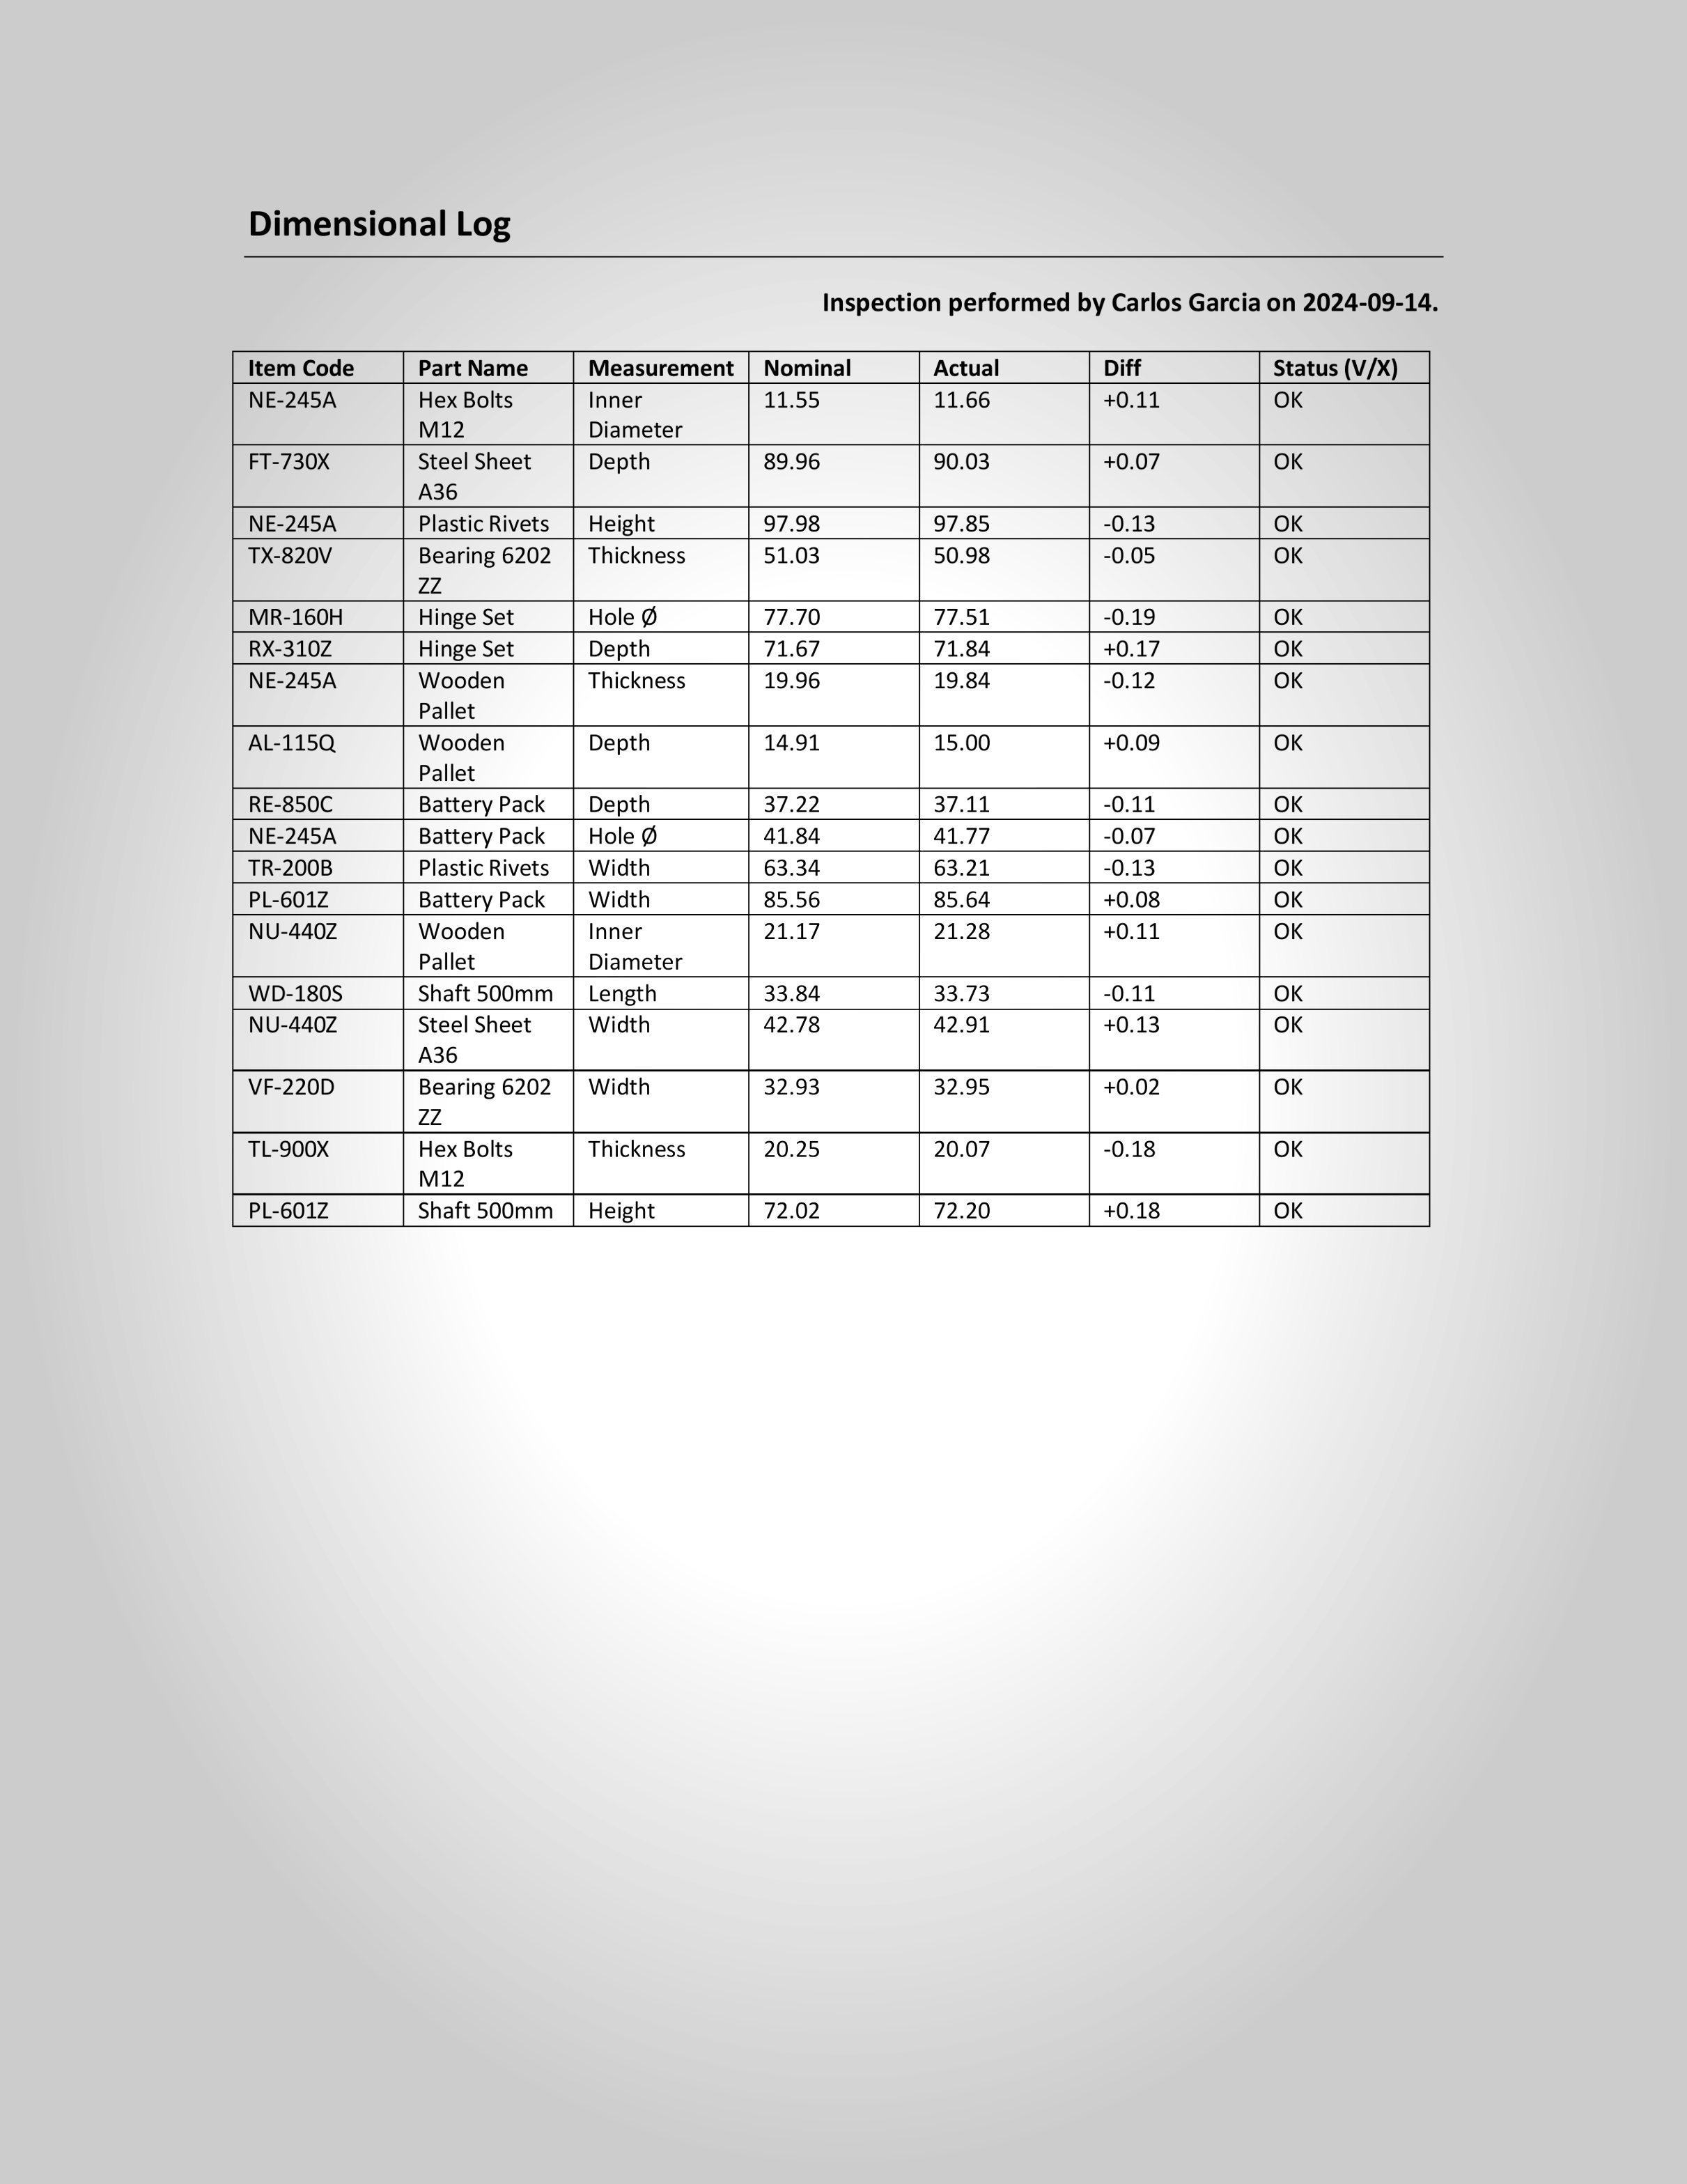 Dimensional Log
Inspection performed by Carlos Garcia on 2024-09-14.
Item Code Part Name Measurement Nominal Actual Diff Status (V/X)
NE-245A Hex Bolts M12 Inner Diameter 11.55 11.66 +0.11 OK
FT-730X Steel Sheet A36 Depth 89.96 90.03 +0.07 OK
NE-245A Plastic Rivets Height 97.98 97.85 -0.13 OK
TX-820V Bearing 6202 ZZ Thickness 51.03 50.98 -0.05 OK
MR-160H Hinge Set Hole Ø 77.70 77.51 -0.19 OK
RX-310Z Hinge Set Depth 71.67 71.84 +0.17 OK
NE-245A Wooden Pallet Thickness 19.96 19.84 -0.12 OK
AL-115Q Wooden Pallet Depth 14.91 15.00 +0.09 OK
RE-850C Battery Pack Depth 37.22 37.11 -0.11 OK
NE-245A Battery Pack Hole Ø 41.84 41.77 -0.07 OK
TR-200B Plastic Rivets Width 63.34 63.21 -0.13 OK
PL-601Z Battery Pack Width 85.56 85.64 +0.08 OK
NU-440Z Wooden Pallet Inner Diameter 21.17 21.28 +0.11 OK
WD-180S Shaft 500mm Length 33.84 33.73 -0.11 OK
NU-440Z Steel Sheet A36 Width 42.78 42.91 +0.13 OK
VF-220D Bearing 6202 ZZ Width 32.93 32.95 +0.02 OK
TL-900X Hex Bolts M12 Thickness 20.25 20.07 -0.18 OK
PL-601Z Shaft 500mm Height 72.02 72.20 +0.18 OK